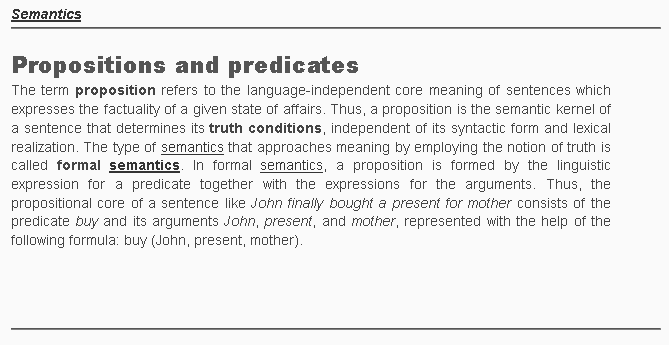 Semantics
Propositions and predicates
The term proposition refers to the language-independent core meaning of sentences which
expresses the factuality of a given state of affairs. Thus, a proposition is the semantic kernel of
a sentence that determines its truth conditions, independent of its syntactic form and lexical
realization. The type of semantics that approaches meaning by employing the notion of truth is
called formal semantics. In formal semantics, a proposition is formed by the linguistic
expression for a predicate together with the expressions for the arguments. Thus, the
propositional core of a sentence like John finally bought a present for mother consists of the
predicate buy and its arguments John, present, and mother, represented with the help of the
following formula: buy (John, present, mother).